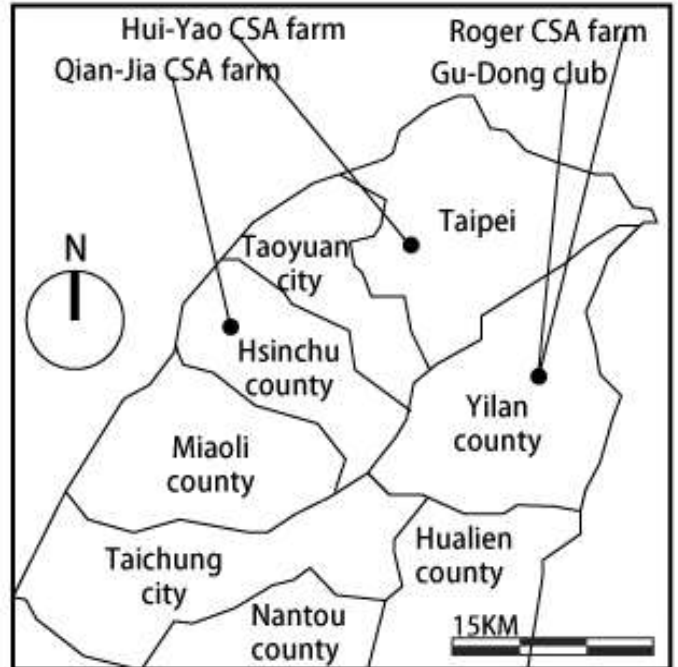 Hui-Yao CSA farm
Roger CSA farm
Qian-Jia CSA farm
Gu-Dong club
Taipei
N
Taoyuan
city
Hsinchu
county
Yilan
county
Miaoli
county
Hualien
county
Taichung
city
Nantou
county
15KM